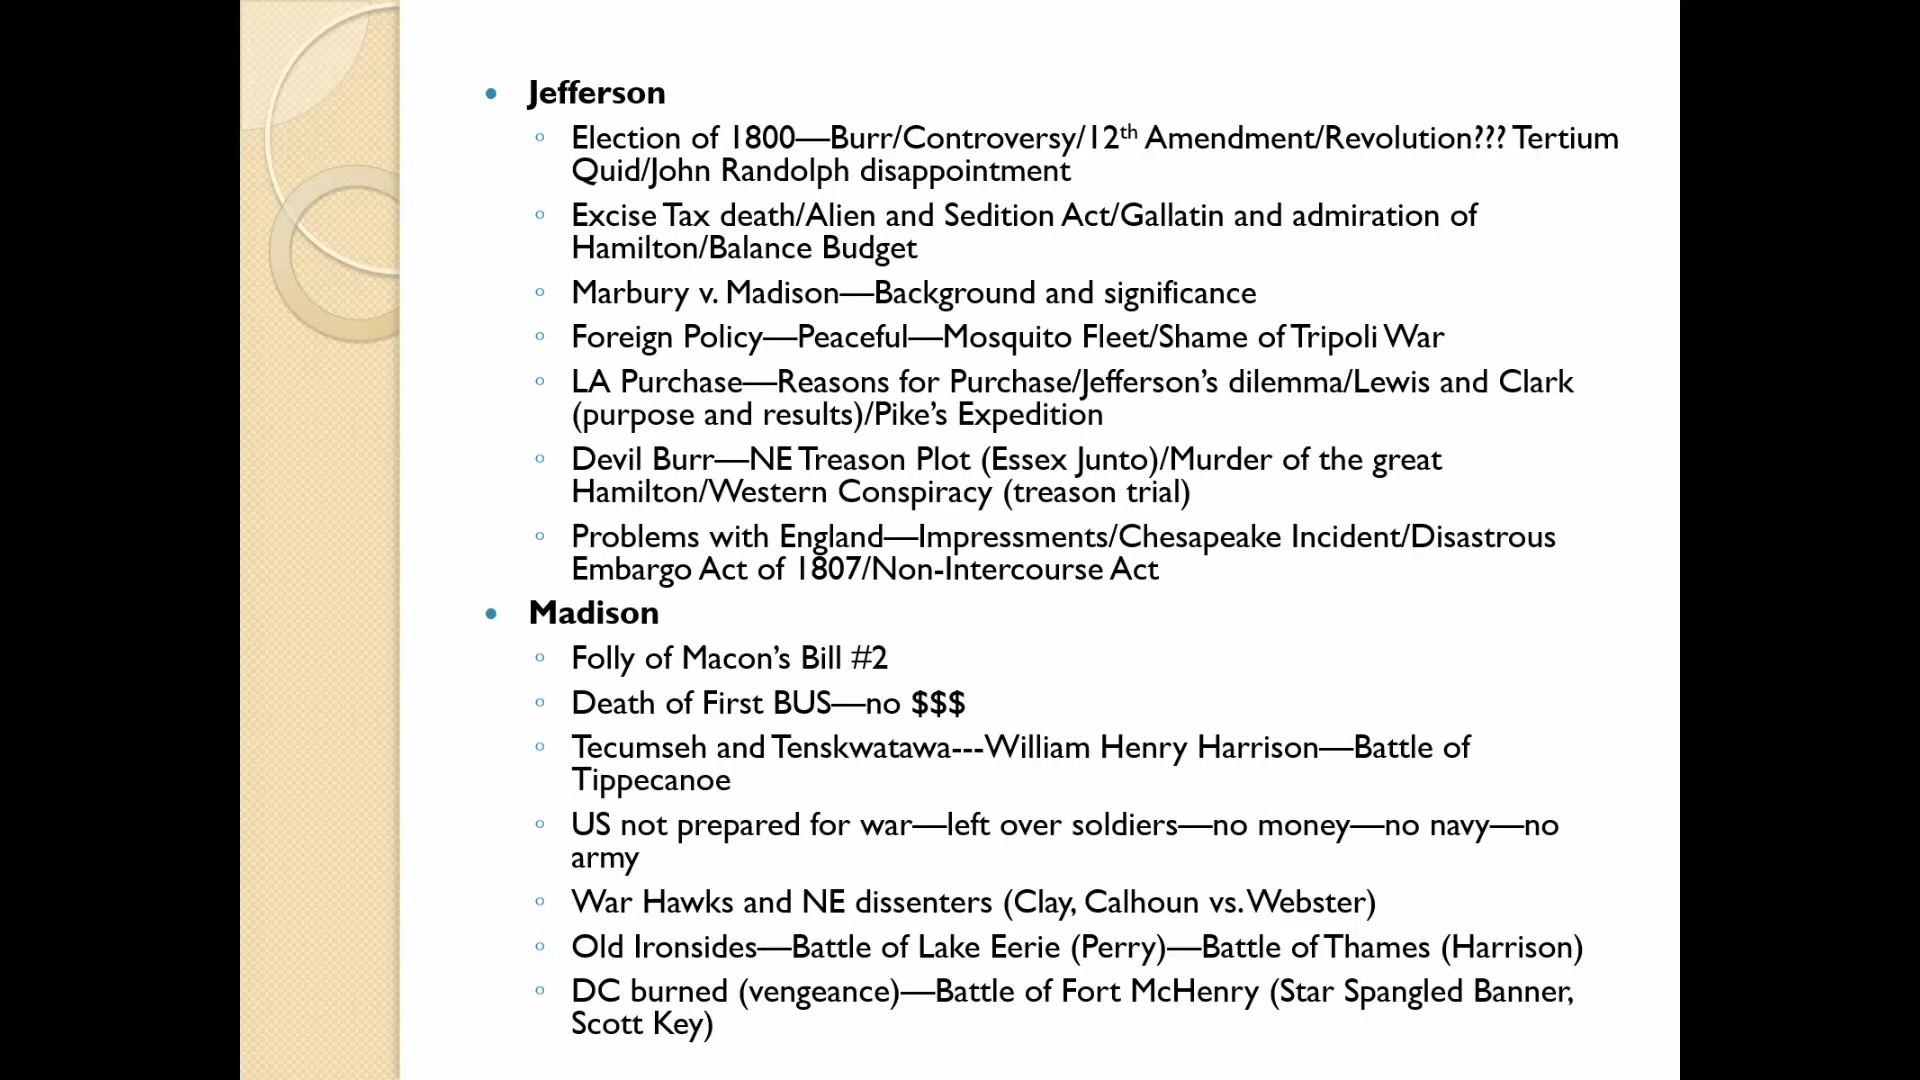 Jefferson
Election of 1800—Burr/Controversy/12th Amendment/Revolution??? Tertium
Quid/John Randolph disappointment
Excise Tax death/Alien and Sedition Act/Gallatin and admiration of
Hamilton/Balance Budget
Marbury v. Madison—Background and significance
Foreign Policy—Peaceful—Mosquito Fleet/Shame of Tripoli War
LA Purchase—Reasons for Purchase/Jefferson's dilemma/Lewis and Clark
(purpose and results)/Pike's Expedition
Devil Burr—NE Treason Plot (Essex Junto)/Murder of the great
Hamilton/Western Conspiracy (treason trial)
Problems with England—Impressments/Chesapeake Incident/Disastrous
Embargo Act of 1807/Non-Intercourse Act
Madison
Folly of Macon's Bill #2
Death of First BUS—no $$$
Tecumseh and Tenskwatawa---William Henry Harrison—Battle of
Tippecanoe
US not prepared for war—left over soldiers—no money—no navy—no
army
War Hawks and NE dissenters (Clay, Calhoun vs. Webster)
Old Ironsides—Battle of Lake Eerie (Perry)—Battle of Thames (Harrison)
DC burned (vengeance)—Battle of Fort McHenry (Star Spangled Banner,
Scott Key)